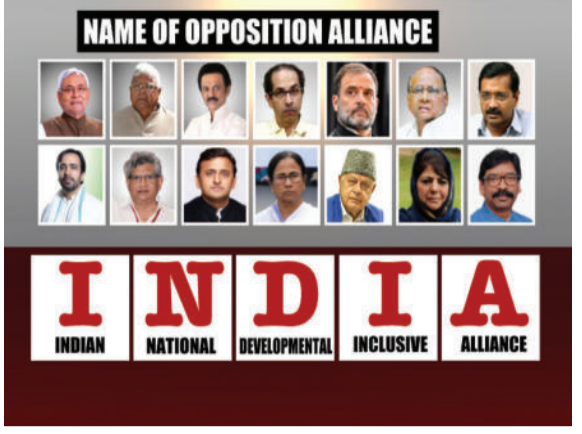 NAME OF OPPOSITION ALLIANCE
I N D I A
INDIAN NATIONAL DEVELOPMENTAL INCLUSIVE ALLIANCE